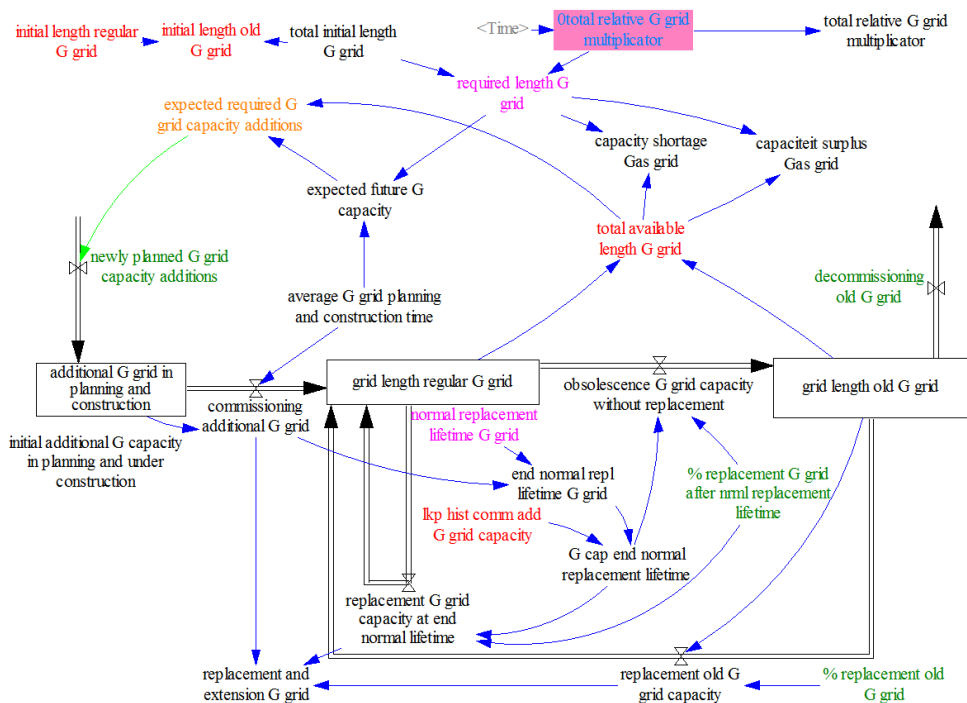 initial length regular
G grid
initial length old
G grid
total initial length
G grid
<Time>
0total relative G grid
multiplicator
total relative G grid
multiplicator
required length G
grid
expected required G
grid capacity additions
capacity shortage
Gas grid
capaciteit surplus
Gas grid
expected future G
capacity
total available
length G grid
newly planned G grid
capacity additions
decommissioning
old G grid
average G grid planning
and construction time
additional G grid in
planning and
construction
grid length regular G grid
obsolescence G grid capacity
without replacement
grid length old G grid
commissioning
additional G grid
normal replacement
lifetime G grid
initial additional G capacity
in planning and under
construction
end normal repl
lifetime G grid
% replacement G grid
after nrml replacement
lifetime
lkp hist comm add
G grid capacity
G cap end normal
replacement lifetime
replacement G grid
capacity at end
normal lifetime
replacement and
extension G grid
replacement old G
grid capacity
% replacement old
G grid